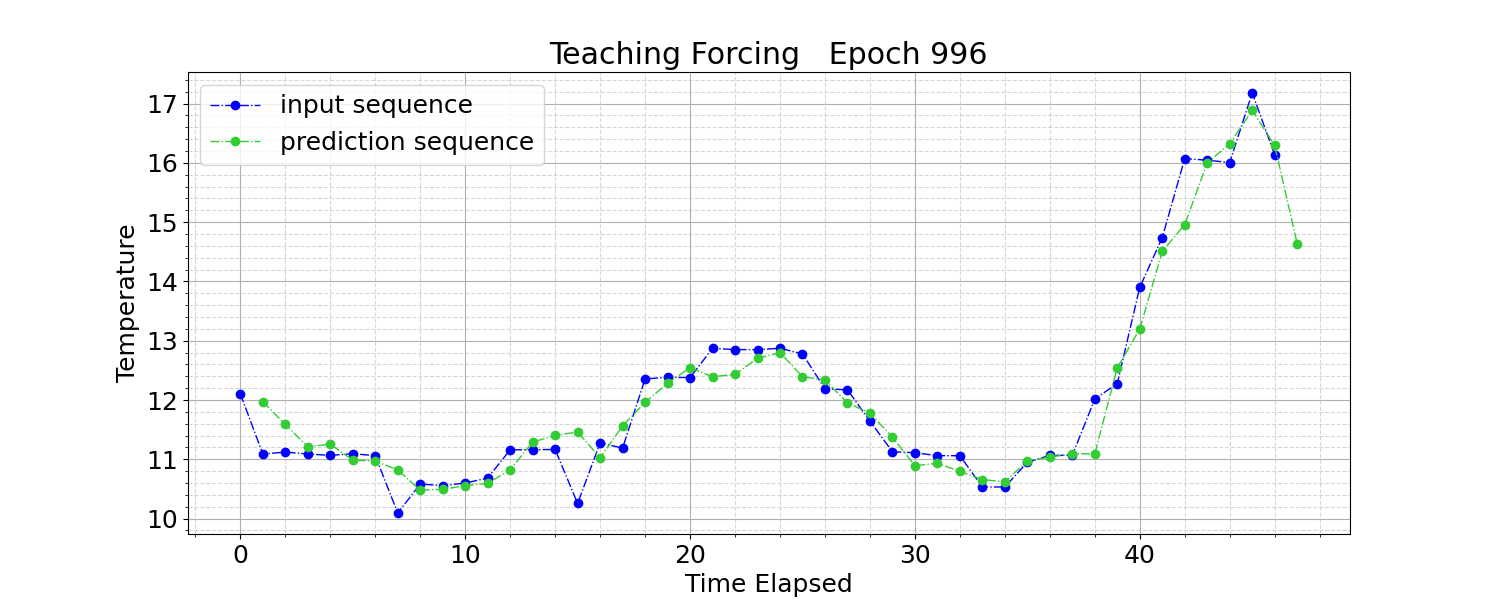 Teaching Forcing   Epoch 996
input sequence
prediction sequence
Temperature
17
16
15
14
13
12
11
10
0 10 20 30 40
Time Elapsed